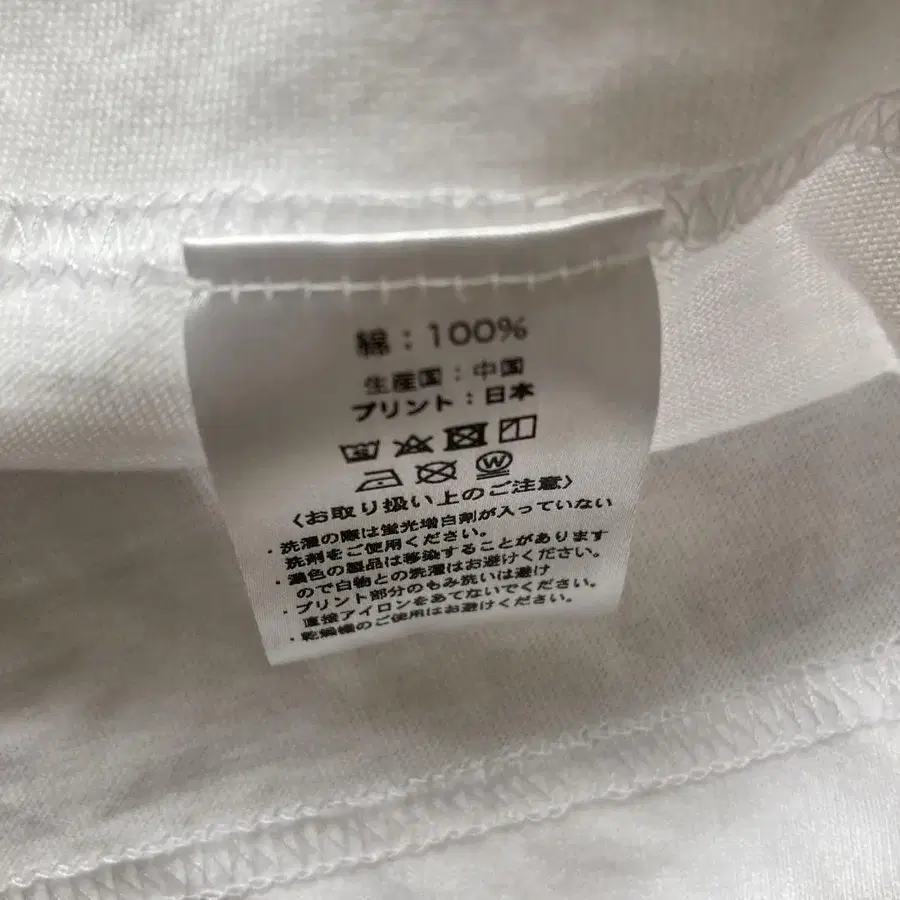 綿：100%
生産国：中国
プリント：日本
W
〈お取り扱い上のご注意〉
・洗濯の際は蛍光増白剤が入っていない
洗剤をご使用ください。
・濃色の製品は移染することがあります
ので白物との洗濯はお避けください。
・プリント部分のもみ洗いは避け
直接アイロンをあてないでください。
・乾燥機のご使用はお避けください。